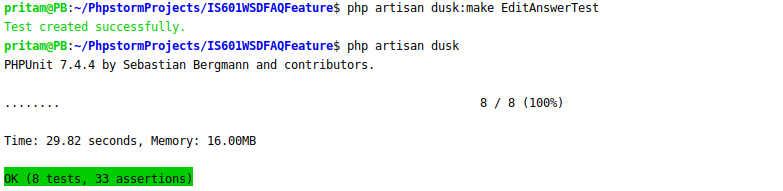 pritam@PB:~/PhpstormProjects/IS601WSDFAQFeature$ php artisan dusk:make EditAnswerTest
Test created successfully.
pritam@PB:~/PhpstormProjects/IS601WSDFAQFeature$ php artisan dusk
PHPUnit 7.4.4 by Sebastian Bergmann and contributors.
........ 8 / 8 (100%)
Time: 29.82 seconds, Memory: 16.00MB
OK (8 tests, 33 assertions)